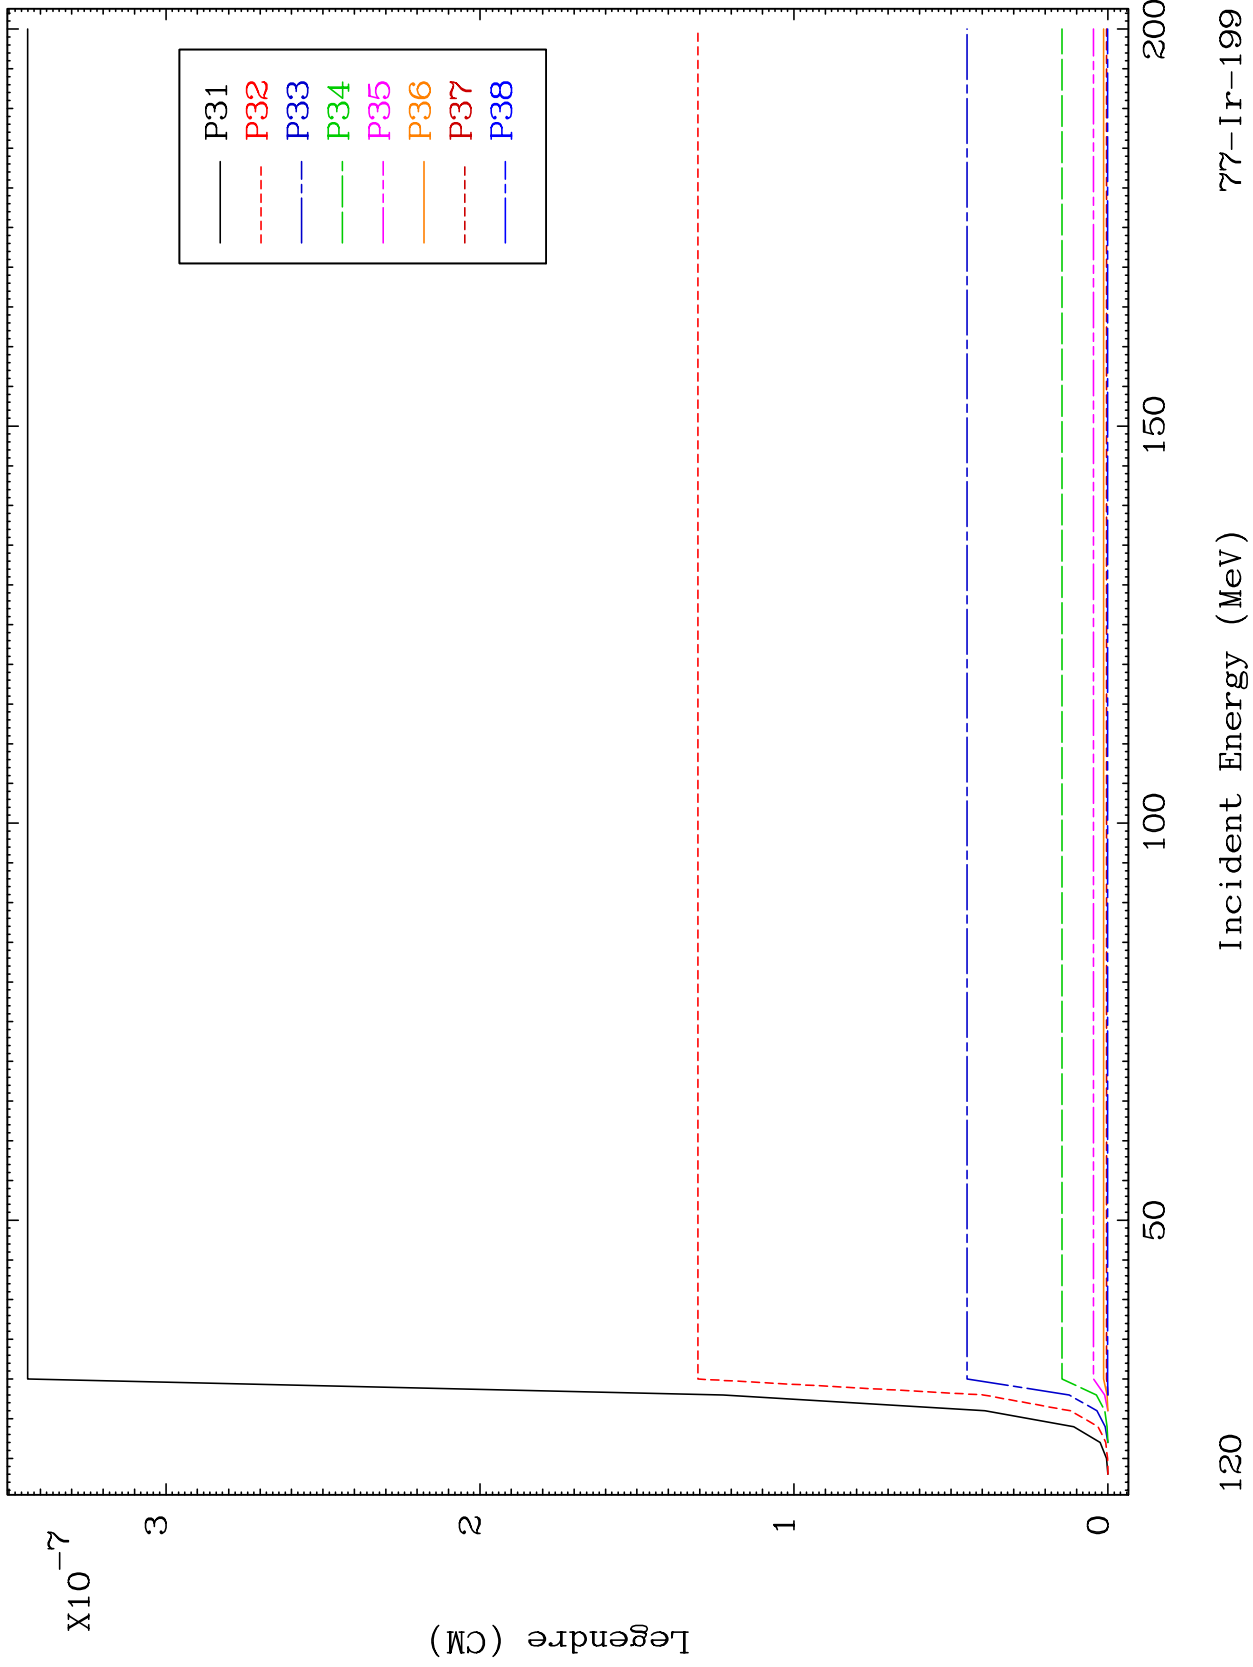 X10-7
3
2
1
0
Legendre (CM)
P31
P32
P33
P34
P35
P36
P37
P38
50
100
150
200
Incident Energy (MeV)
120
77-Ir-199